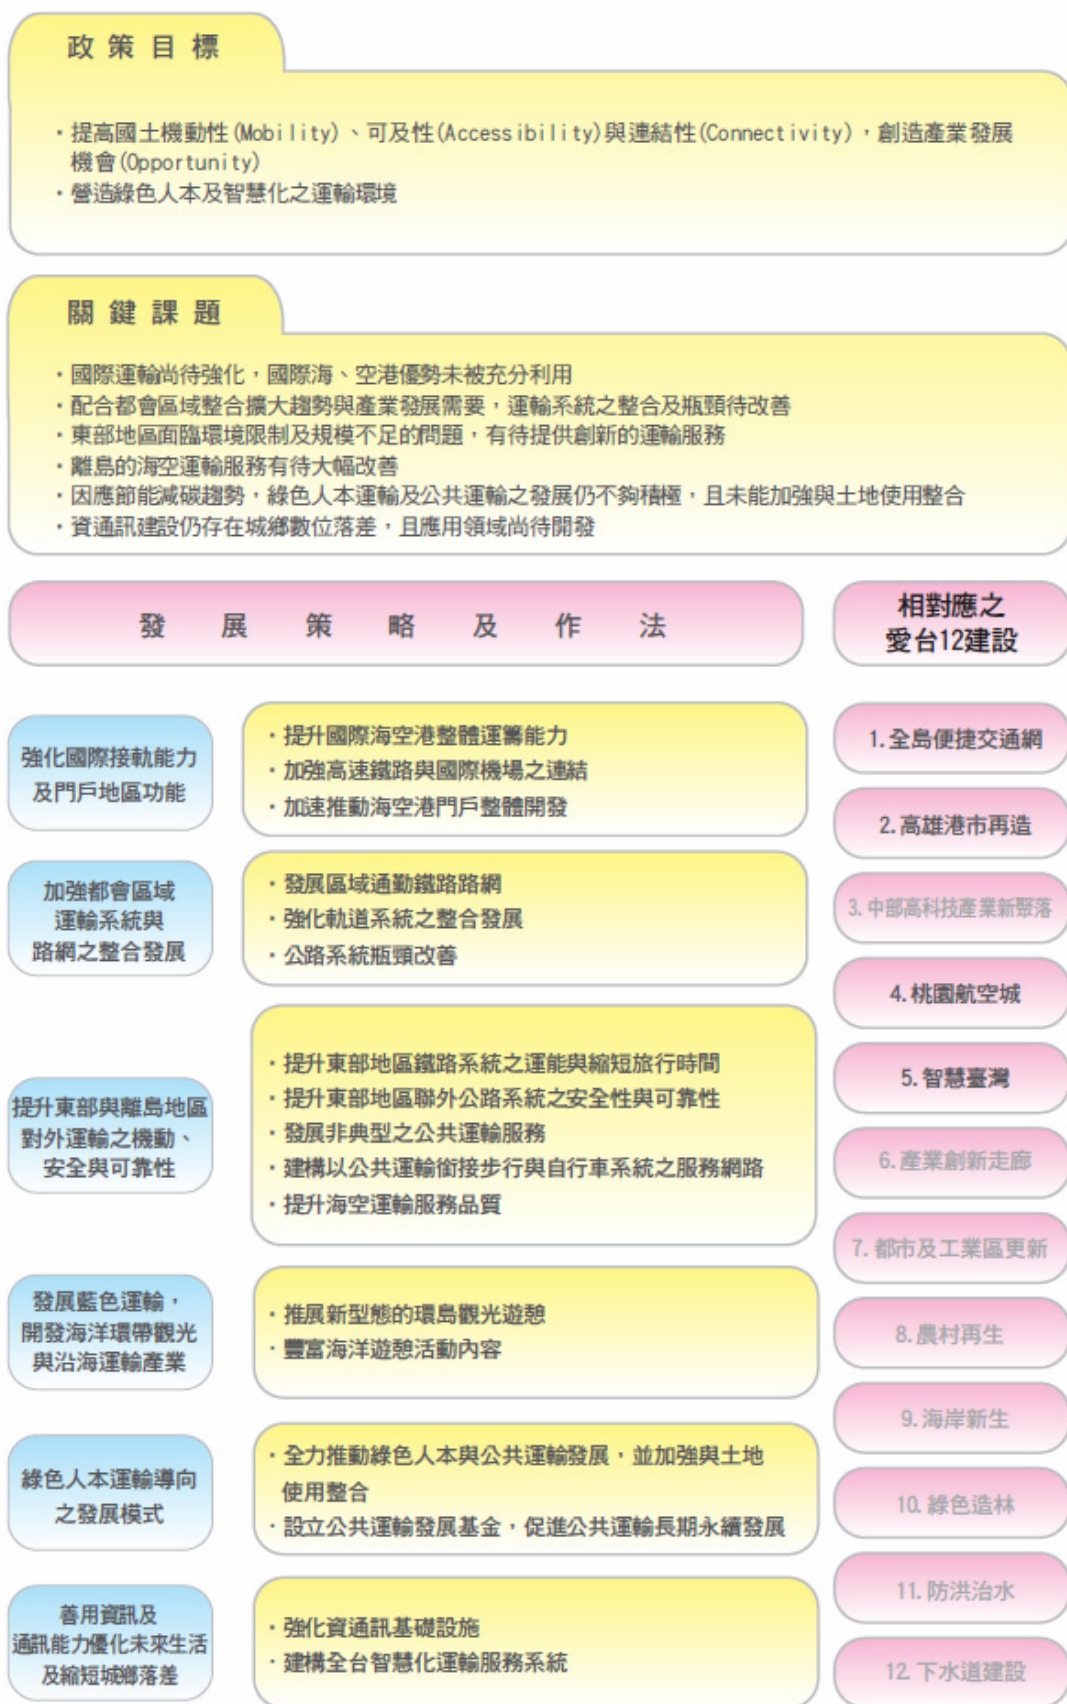 政策目標
・提高國土機動性(Mobility)、可及性(Accessibility)與連結性(Connectivity)，創造產業發展
機會(Opportunity)
・營造綠色人本及智慧化之運輸環境
關鍵課題
・國際運輸尚待強化，國際海、空港優勢未被充分利用
・配合都會區域整合擴大趨勢與產業發展需要，運輸系統之整合及瓶頸待改善
・東部地區面臨環境限制及規模不足的問題，有待提供創新的運輸服務
・離島的海空運輸服務有待大幅改善
・因應節能減碳趨勢，綠色人本運輸及公共運輸之發展仍不夠積極，且未能加強與土地使用整合
・資通訊建設仍存在城鄉數位落差，且應用領域尚待開發
發展策略及作法
相對應之
愛台12建設
強化國際接軌能力
及門戶地區功能
・提升國際海空港整體運籌能力
・加強高速鐵路與國際機場之連結
・加速推動海空港門戶整體開發
加強都會區域
運輸系統與
路網之整合發展
・發展區域通勤鐵路路網
・強化軌道系統之整合發展
・公路系統瓶頸改善
提升東部與離島地區
對外運輸之機動、
安全與可靠性
・提升東部地區鐵路系統之運能與縮短旅行時間
・提升東部地區聯外公路系統之安全性與可靠性
・發展非典型之公共運輸服務
・建構以公共運輸銜接步行與自行車系統之服務網路
・提升海空運輸服務品質
發展藍色運輸，
開發海洋環帶觀光
與沿海運輸產業
・推展新型態的環島觀光遊憩
・豐富海洋遊憩活動內容
綠色人本運輸導向
之發展模式
・全力推動綠色人本與公共運輸發展，並加強與土地
使用整合
・設立公共運輸發展基金，促進公共運輸長期永續發展
善用資訊及
通訊能力優化未來生活
及縮短城鄉落差
・強化資通訊基礎設施
・建構全台智慧化運輸服務系統
1.全島便捷交通網
2.高雄港市再造
3.中部高科技產業新聚落
4.桃園航空城
5.智慧臺灣
6.產業創新走廊
7.都市及工業區更新
8.農村再生
9.海岸新生
10.綠色造林
11.防洪治水
12.下水道建設